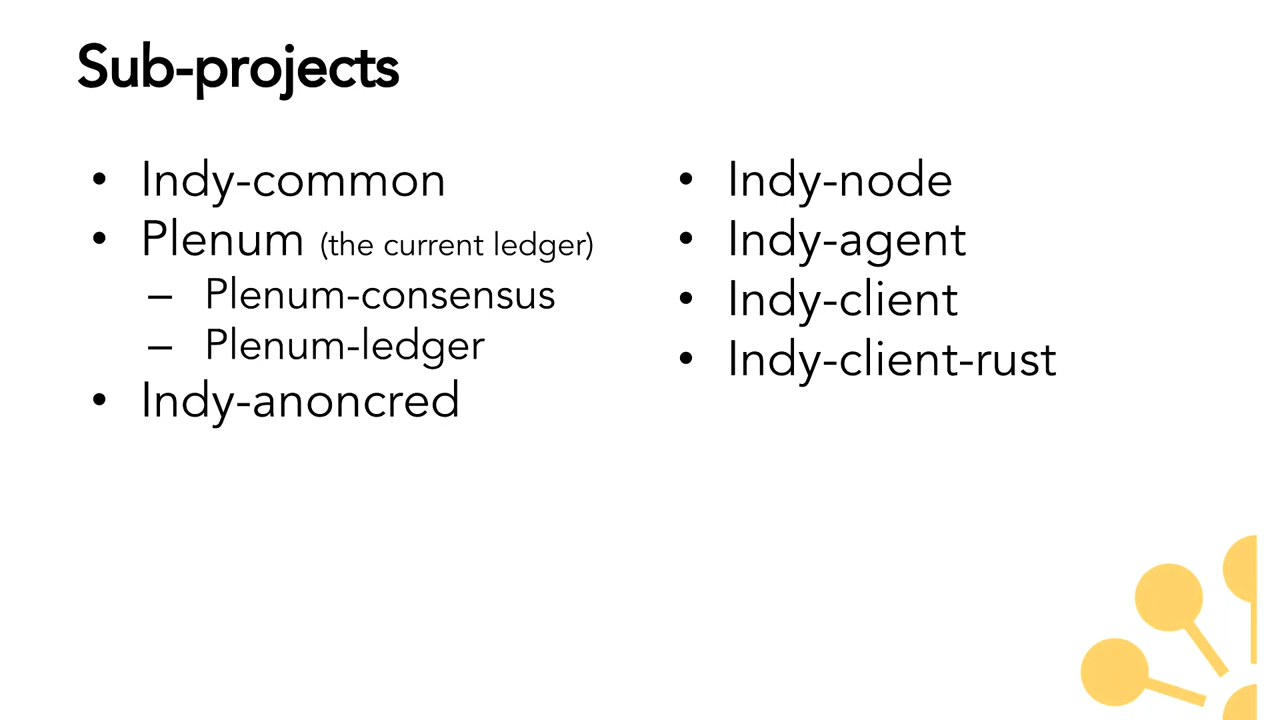 Sub-projects
• Indy-common
• Plenum (the current ledger)
– Plenum-consensus
– Plenum-ledger
• Indy-anoncred
• Indy-node
• Indy-agent
• Indy-client
• Indy-client-rust